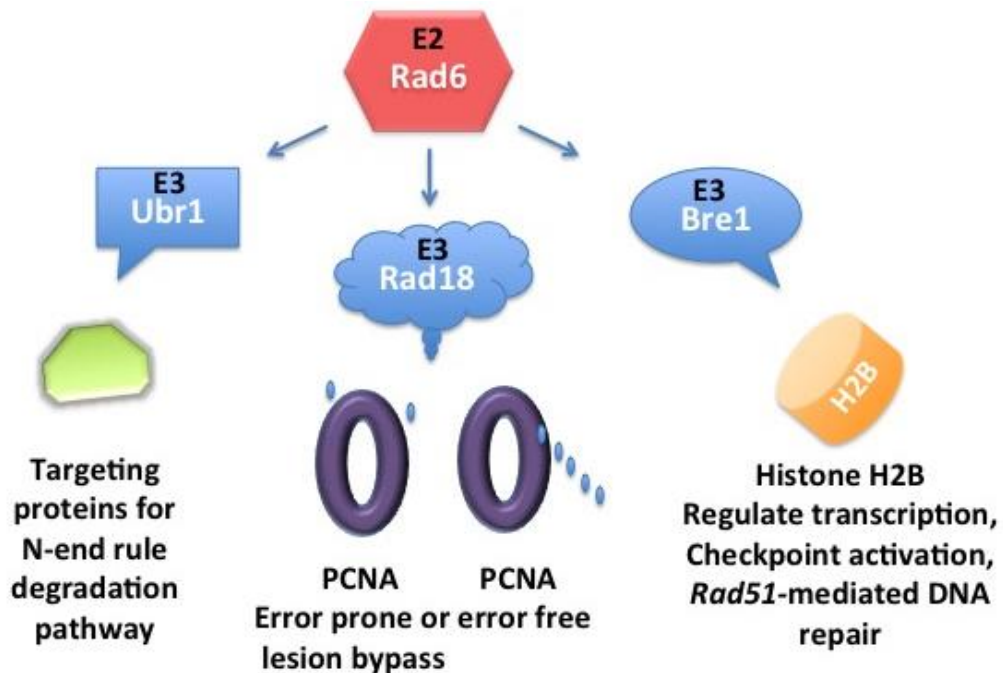 E2
Rad6
E3
Ubr1
E3
Rad18
E3
Bre1
H2B
Targeting
proteins for
N-end rule
degradation
pathway
PCNA PCNA
Error prone or error free
lesion bypass
Histone H2B
Regulate transcription,
Checkpoint activation,
Rad51-mediated DNA
repair